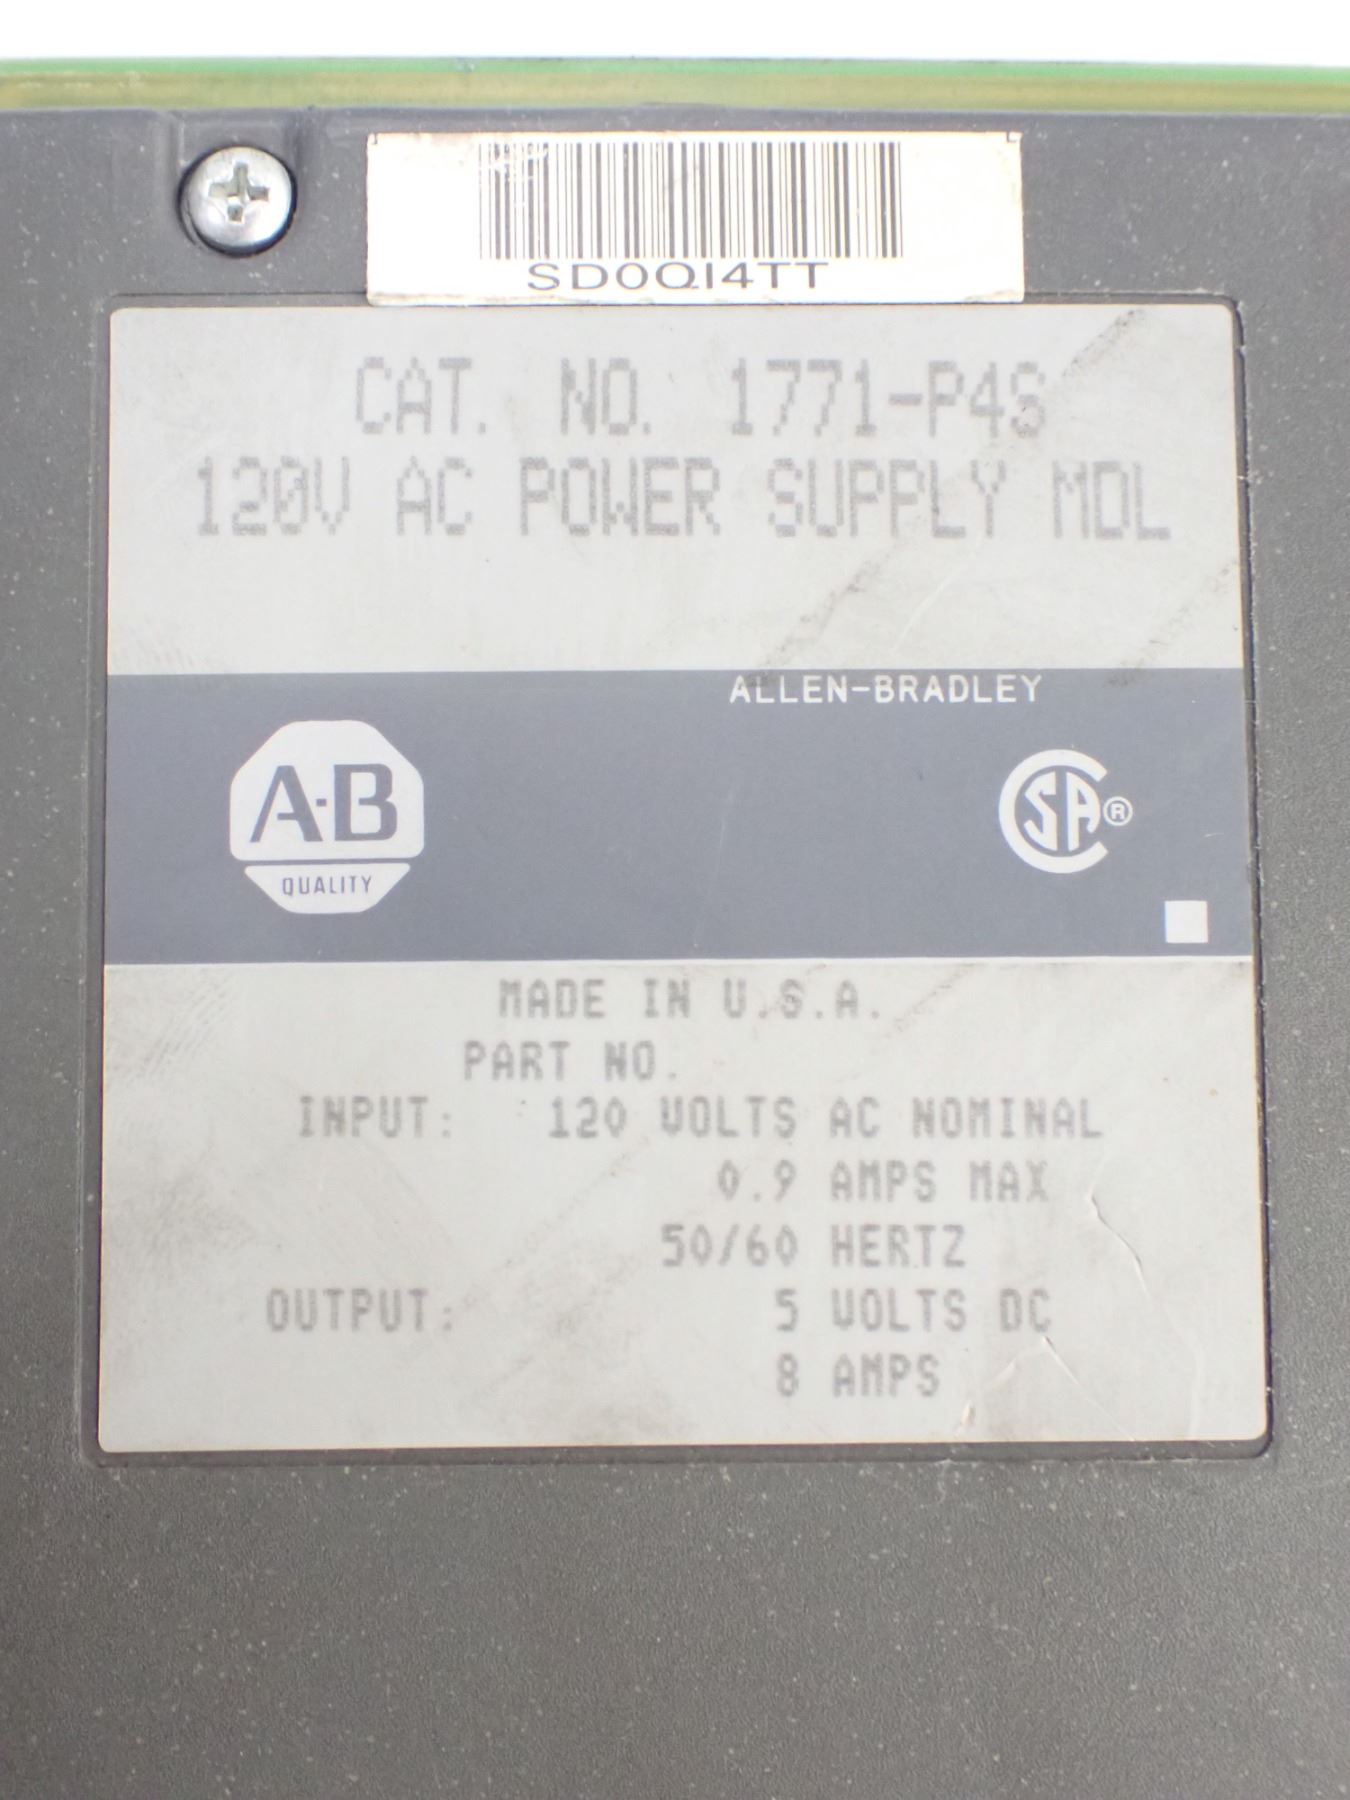 SD0QI4TT
CAT. NO. 1771-P4S
120V AC POWER SUPPLY MDL
ALLEN-BRADLEY
A-B
QUALITY
SA®
MADE IN U.S.A.
PART NO.
INPUT: 120 VOLTS AC NOMINAL
0.9 AMPS MAX
50/60 HERTZ
OUTPUT: 5 VOLTS DC
8 AMPS